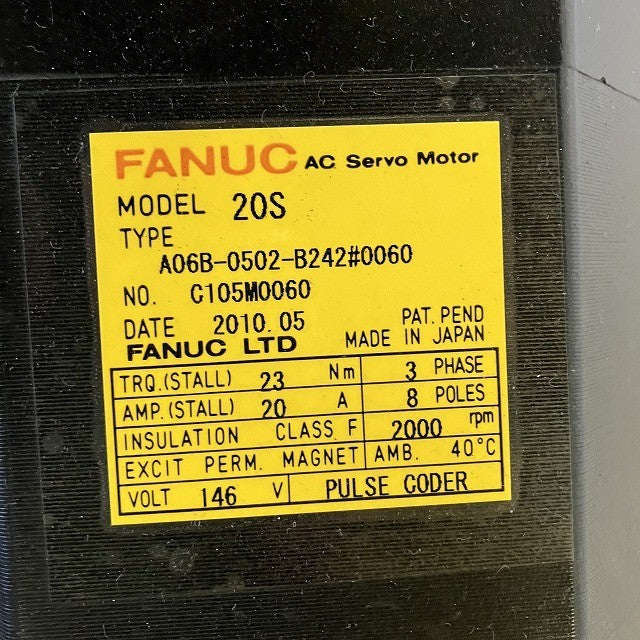 FANUC AC Servo Motor
MODEL 20S
TYPE
A06B-0502-B242#0060
NO. C105M0060
DATE 2010.05 PAT. PEND
FANUC LTD MADE IN JAPAN
TRQ.(STALL) 23 Nm 3 PHASE
AMP.(STALL) 20 A 8 POLES
INSULATION CLASS F 2000 rpm
EXCIT PERM. MAGNET AMB. 40°C
VOLT 146 V PULSE CODER